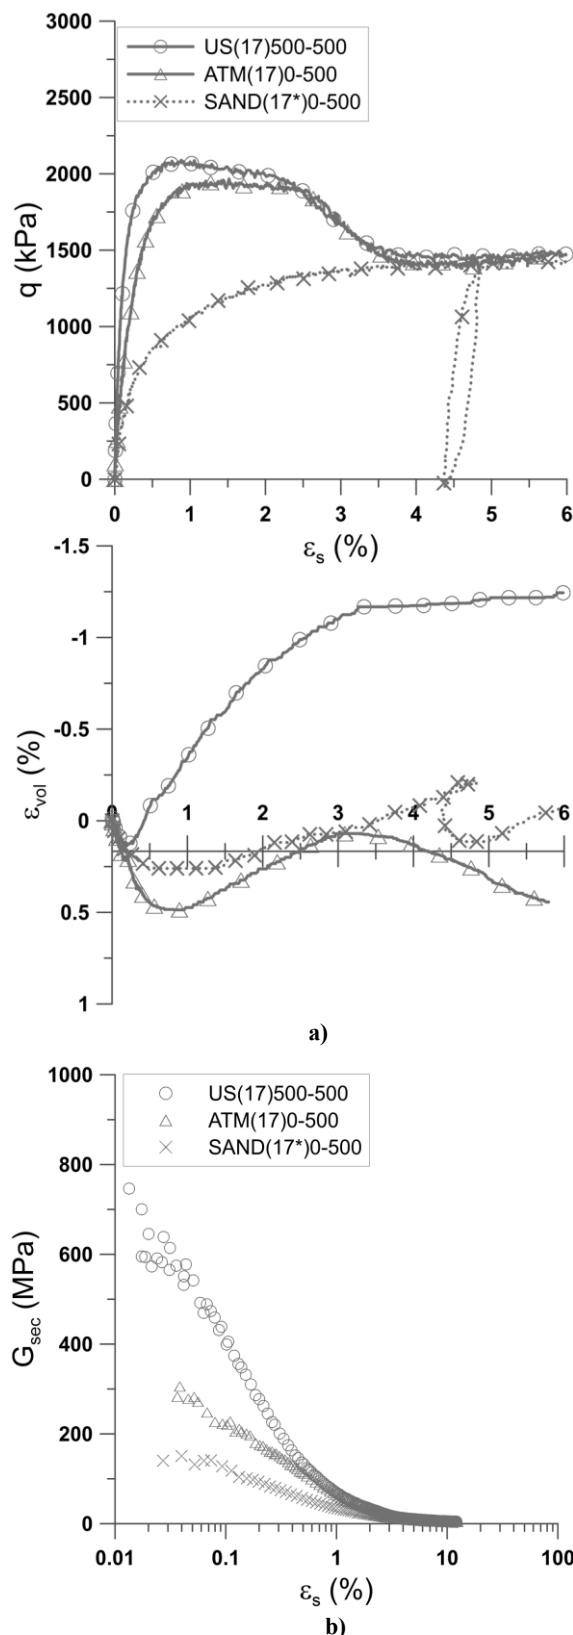 3000
2500
2000
1500
1000
500
0
q (kPa)
US(17)500-500
ATM(17)0-500
SAND(17*)0-500
0 1 2 3 4 5 6
εs (%)
-1.5
-1
-0.5
0
0.5
1
εvol (%)
0 1 2 3 4 5 6
a)
1000
800
600
400
200
0
Gsec (MPa)
US(17)500-500
ATM(17)0-500
SAND(17*)0-500
0.01 0.1 1 10 100
εs (%)
b)